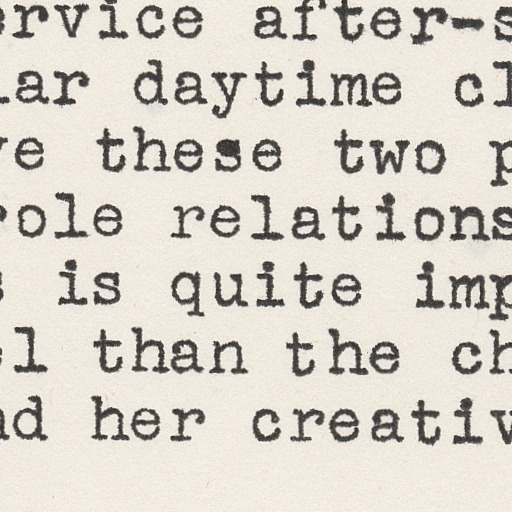 ervice after-s
lar daytime cl
ve these two p
role relations
s is quite imp
el than the ch
nd her creativ